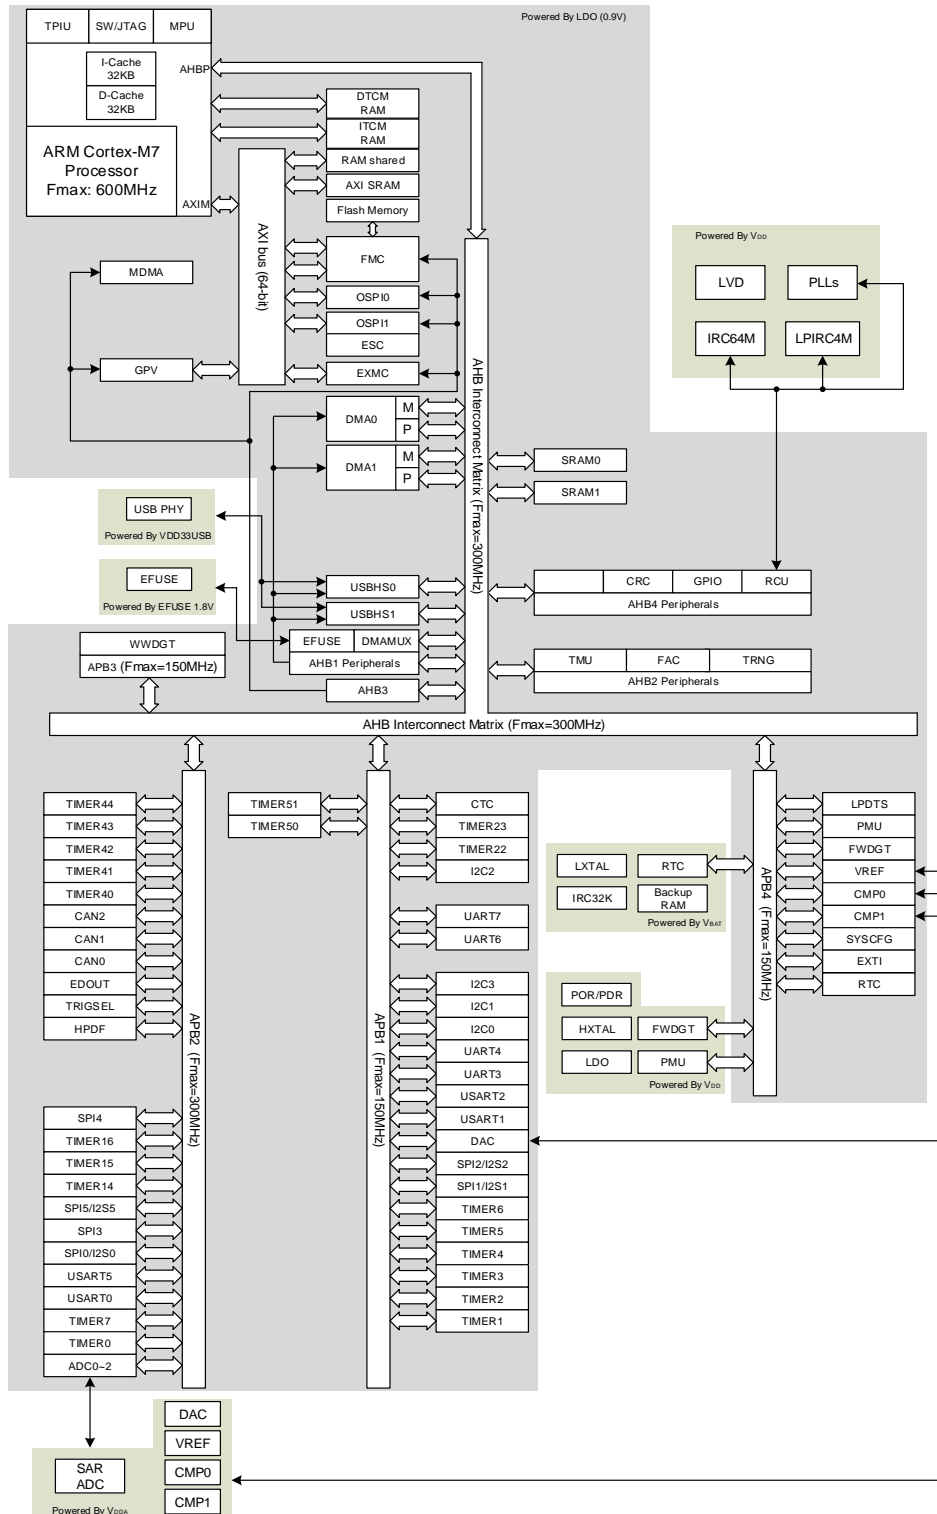 Powered By LDO (0.9V)
TPIU
SW/JTAG
MPU
I-Cache
32KB
D-Cache
32KB
AHBP
ARM Cortex-M7
Processor
Fmax: 600MHz
AXIM
DTCM
RAM
ITCM
RAM
RAM shared
AXI SRAM
Flash Memory
FMC
OSPI0
OSPI1
ESC
EXMC
AXI bus (64-bit)
MDMA
GPV
DMA0
M
P
DMA1
M
P
AHB Interconnect Matrix (Fmax=300MHz)
Powered By VDD
LVD
PLLs
IRC64M
LPIRC4M
SRAM0
SRAM1
USB PHY
Powered By VDD33USB
EFUSE
Powered By EFUSE 1.8V
USBHS0
USBHS1
EFUSE
DMAMUX
AHB1 Peripherals
AHB3
CRC
GPIO
RCU
AHB4 Peripherals
TMU
FAC
TRNG
AHB2 Peripherals
WWDGT
APB3 (Fmax=150MHz)
AHB Interconnect Matrix (Fmax=300MHz)
TIMER44
TIMER43
TIMER42
TIMER41
TIMER40
CAN2
CAN1
CAN0
EDOUT
TRIGSEL
HPDF
SPI4
TIMER16
TIMER15
TIMER14
SPI5/I2S5
SPI3
SPI0/I2S0
USART5
USART0
TIMER7
TIMER0
ADC0~2
APB2 (Fmax=300MHz)
TIMER51
TIMER50
APB1 (Fmax=150MHz)
CTC
TIMER23
TIMER22
I2C2
UART7
UART6
I2C3
I2C1
I2C0
UART4
UART3
USART2
USART1
DAC
SPI2/I2S2
SPI1/I2S1
TIMER6
TIMER5
TIMER4
TIMER3
TIMER2
TIMER1
LXTAL
RTC
IRC32K
Backup
RAM
Powered By VBAT
POR/PDR
HXTAL
FWDGT
LDO
PMU
Powered By VDD
APB4 (Fmax=150MHz)
LPDTS
PMU
FWDGT
VREF
CMP0
CMP1
SYSCFG
EXTI
RTC
SAR
ADC
Powered By VDDA
DAC
VREF
CMP0
CMP1